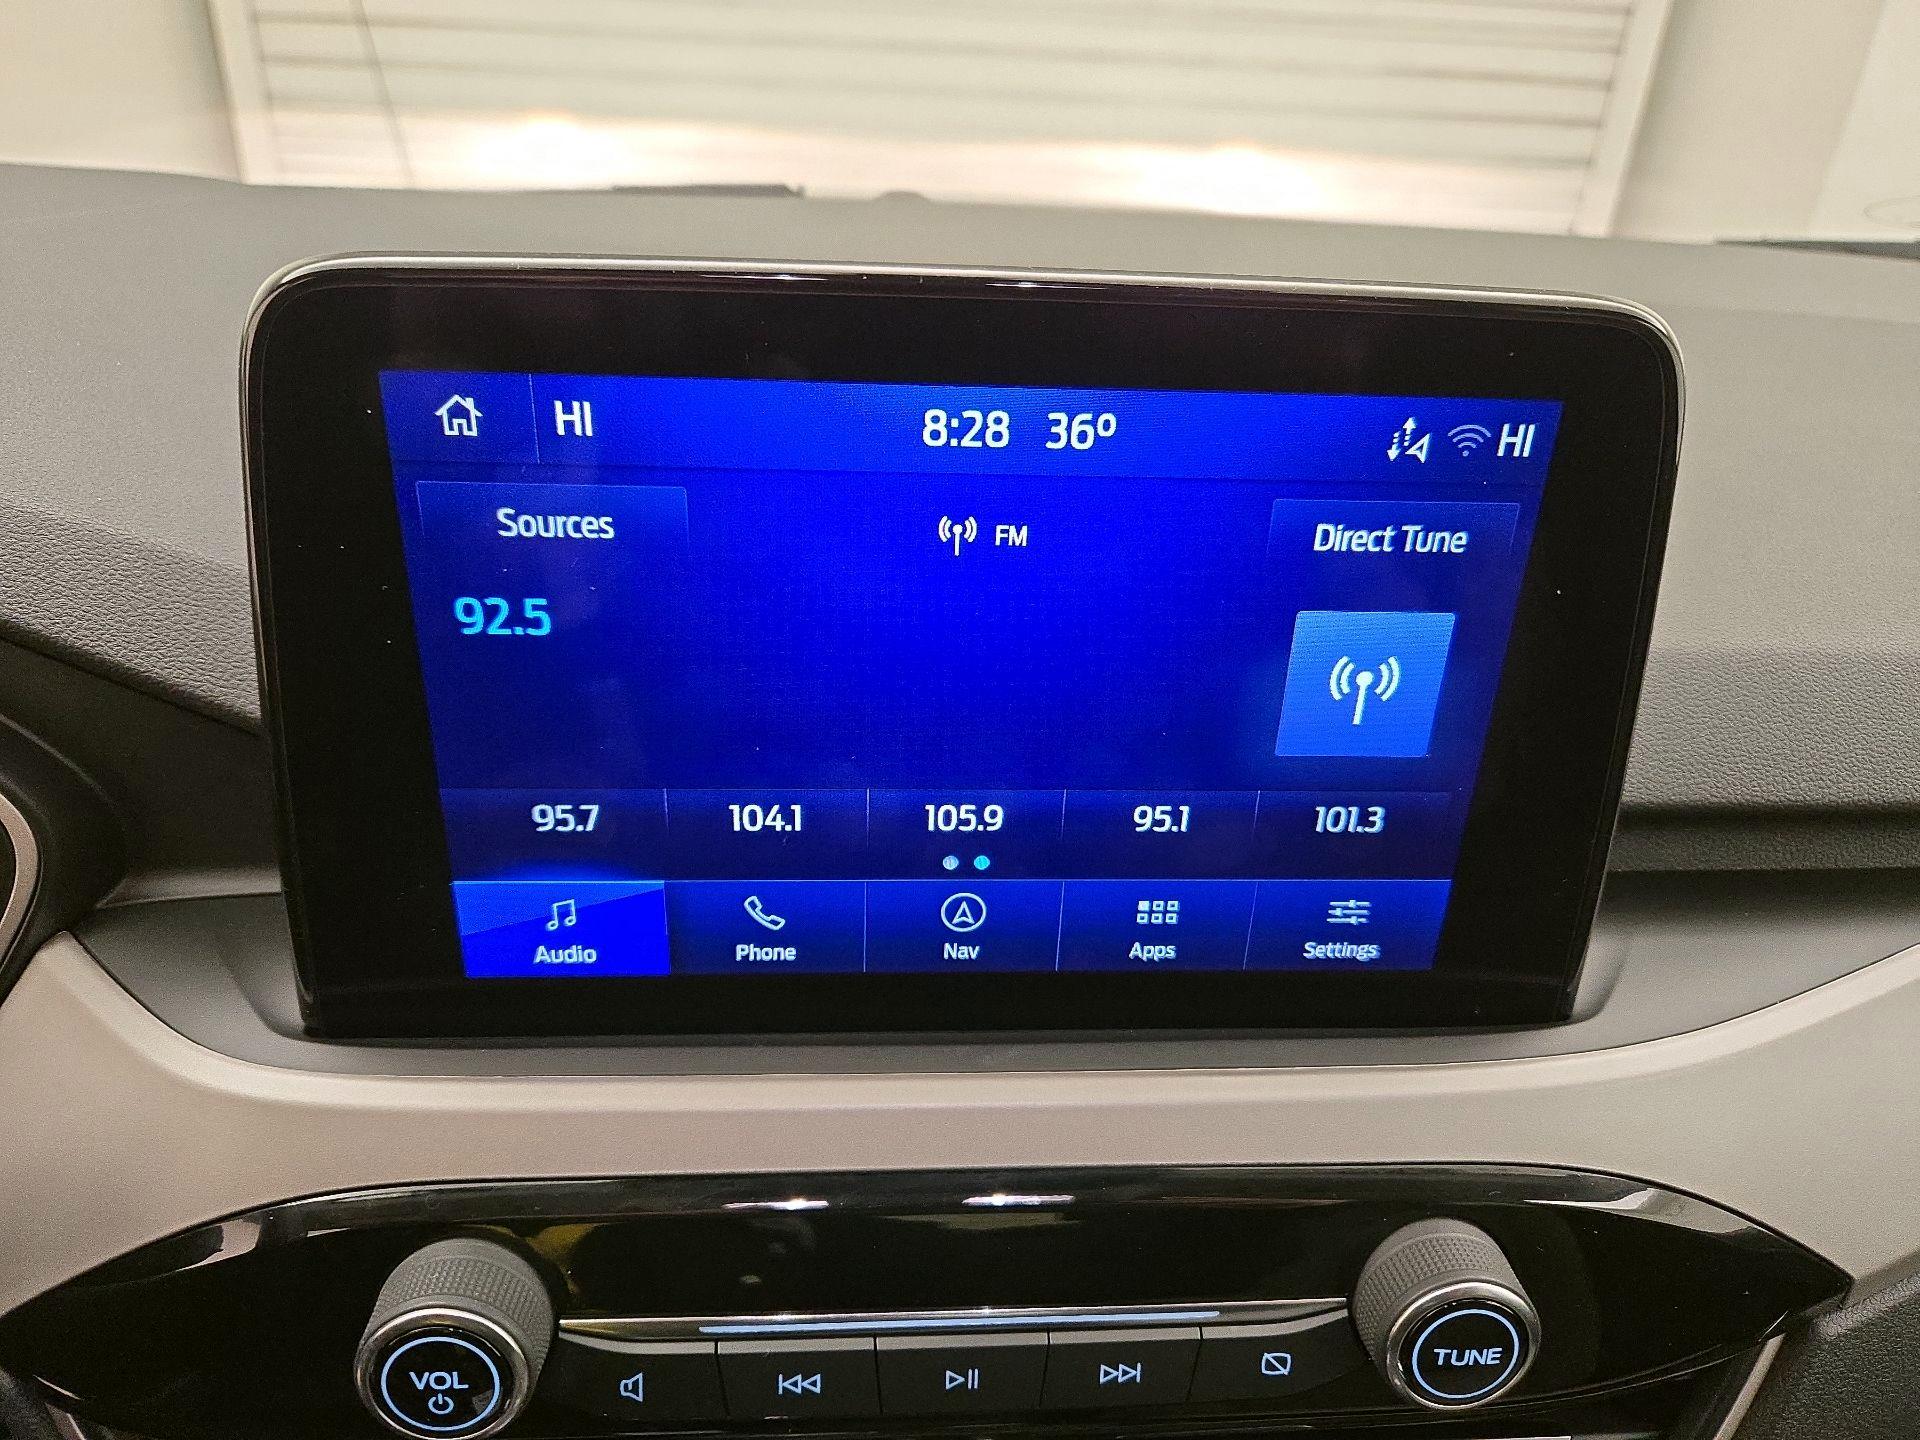 HI 8:28 36° HI
Sources FM Direct Tune
92.5
95.7 104.1 105.9 95.1 101.3
Audio Phone Nav Apps Settings
VOL TUNE